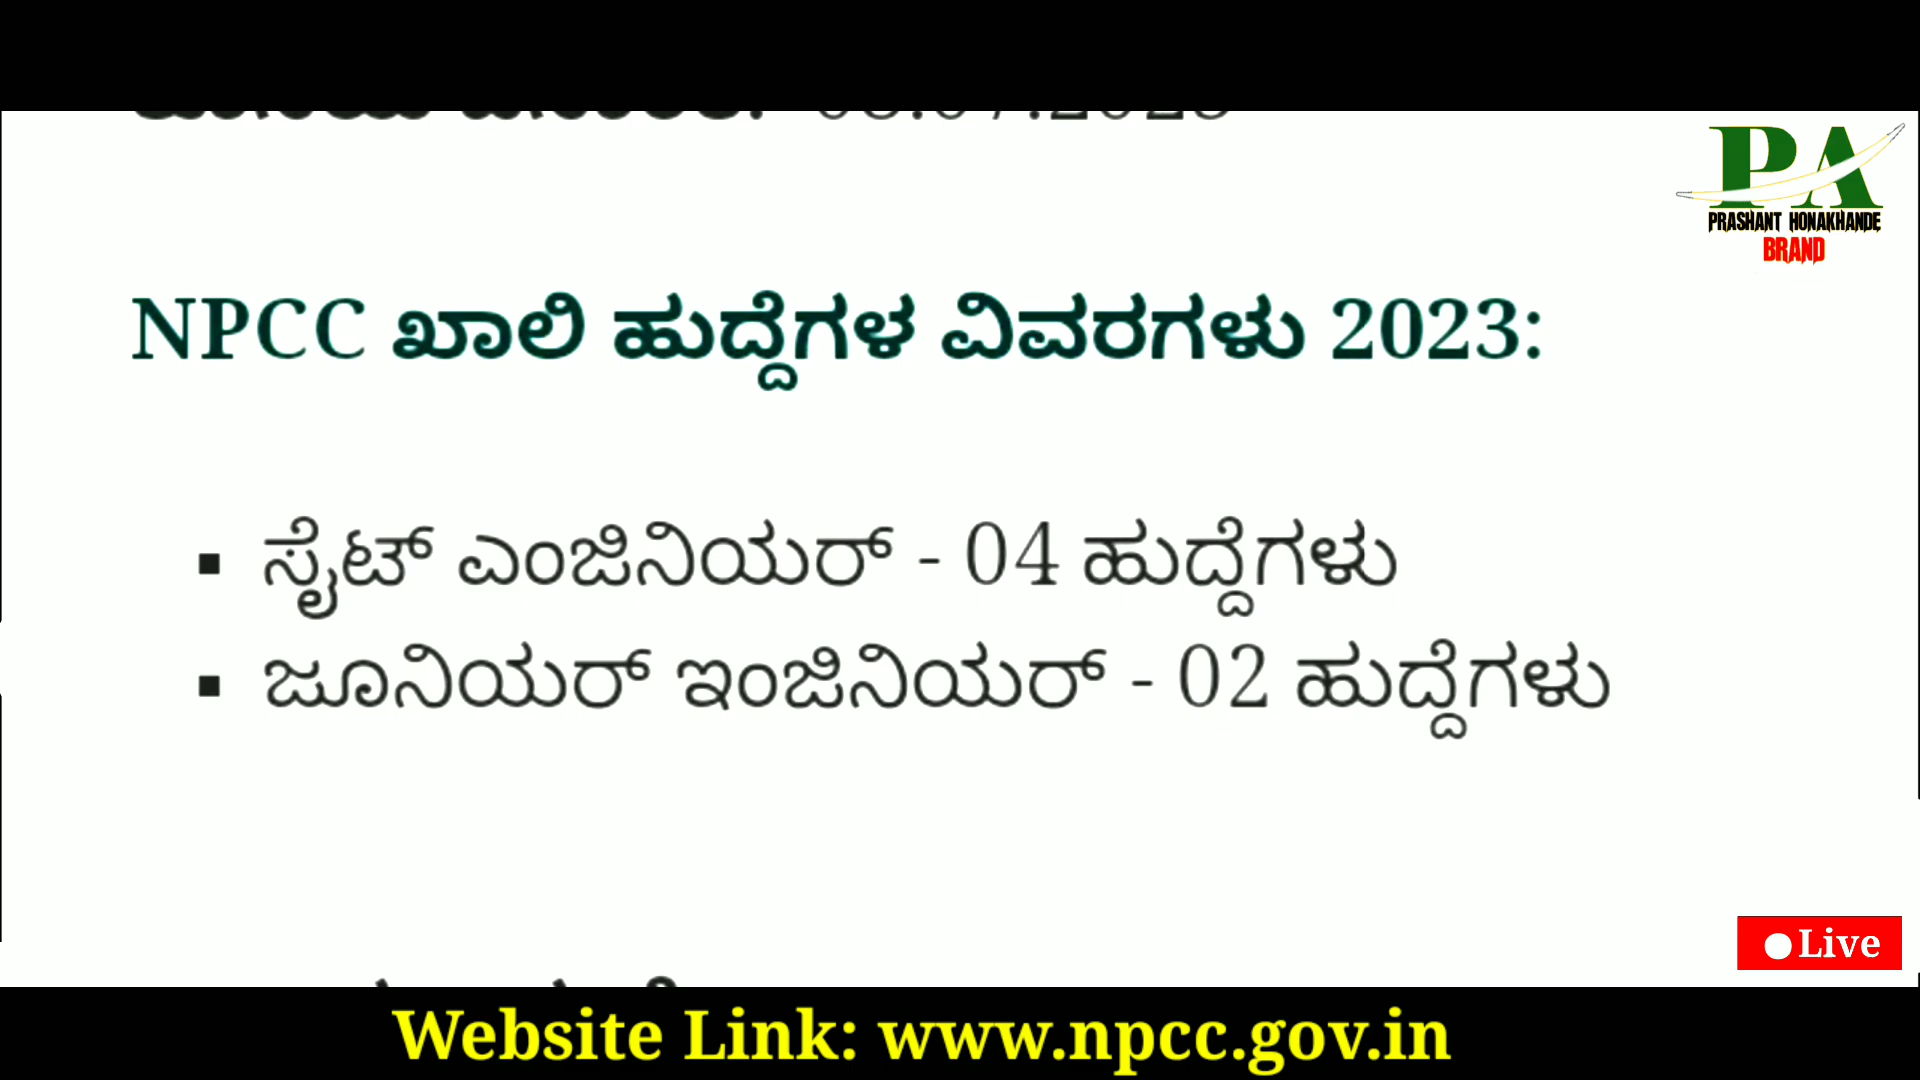 PA
PRASHANT HONAKHANDE
BRAND
NPCC ಖಾಲಿ ಹುದ್ದೆಗಳ ವಿವರಗಳು 2023:
▪ ಸೈಟ್ ಎಂಜಿನಿಯರ್ - 04 ಹುದ್ದೆಗಳು
▪ ಜೂನಿಯರ್ ಇಂಜಿನಿಯರ್ - 02 ಹುದ್ದೆಗಳು
Live
Website Link: www.npcc.gov.in